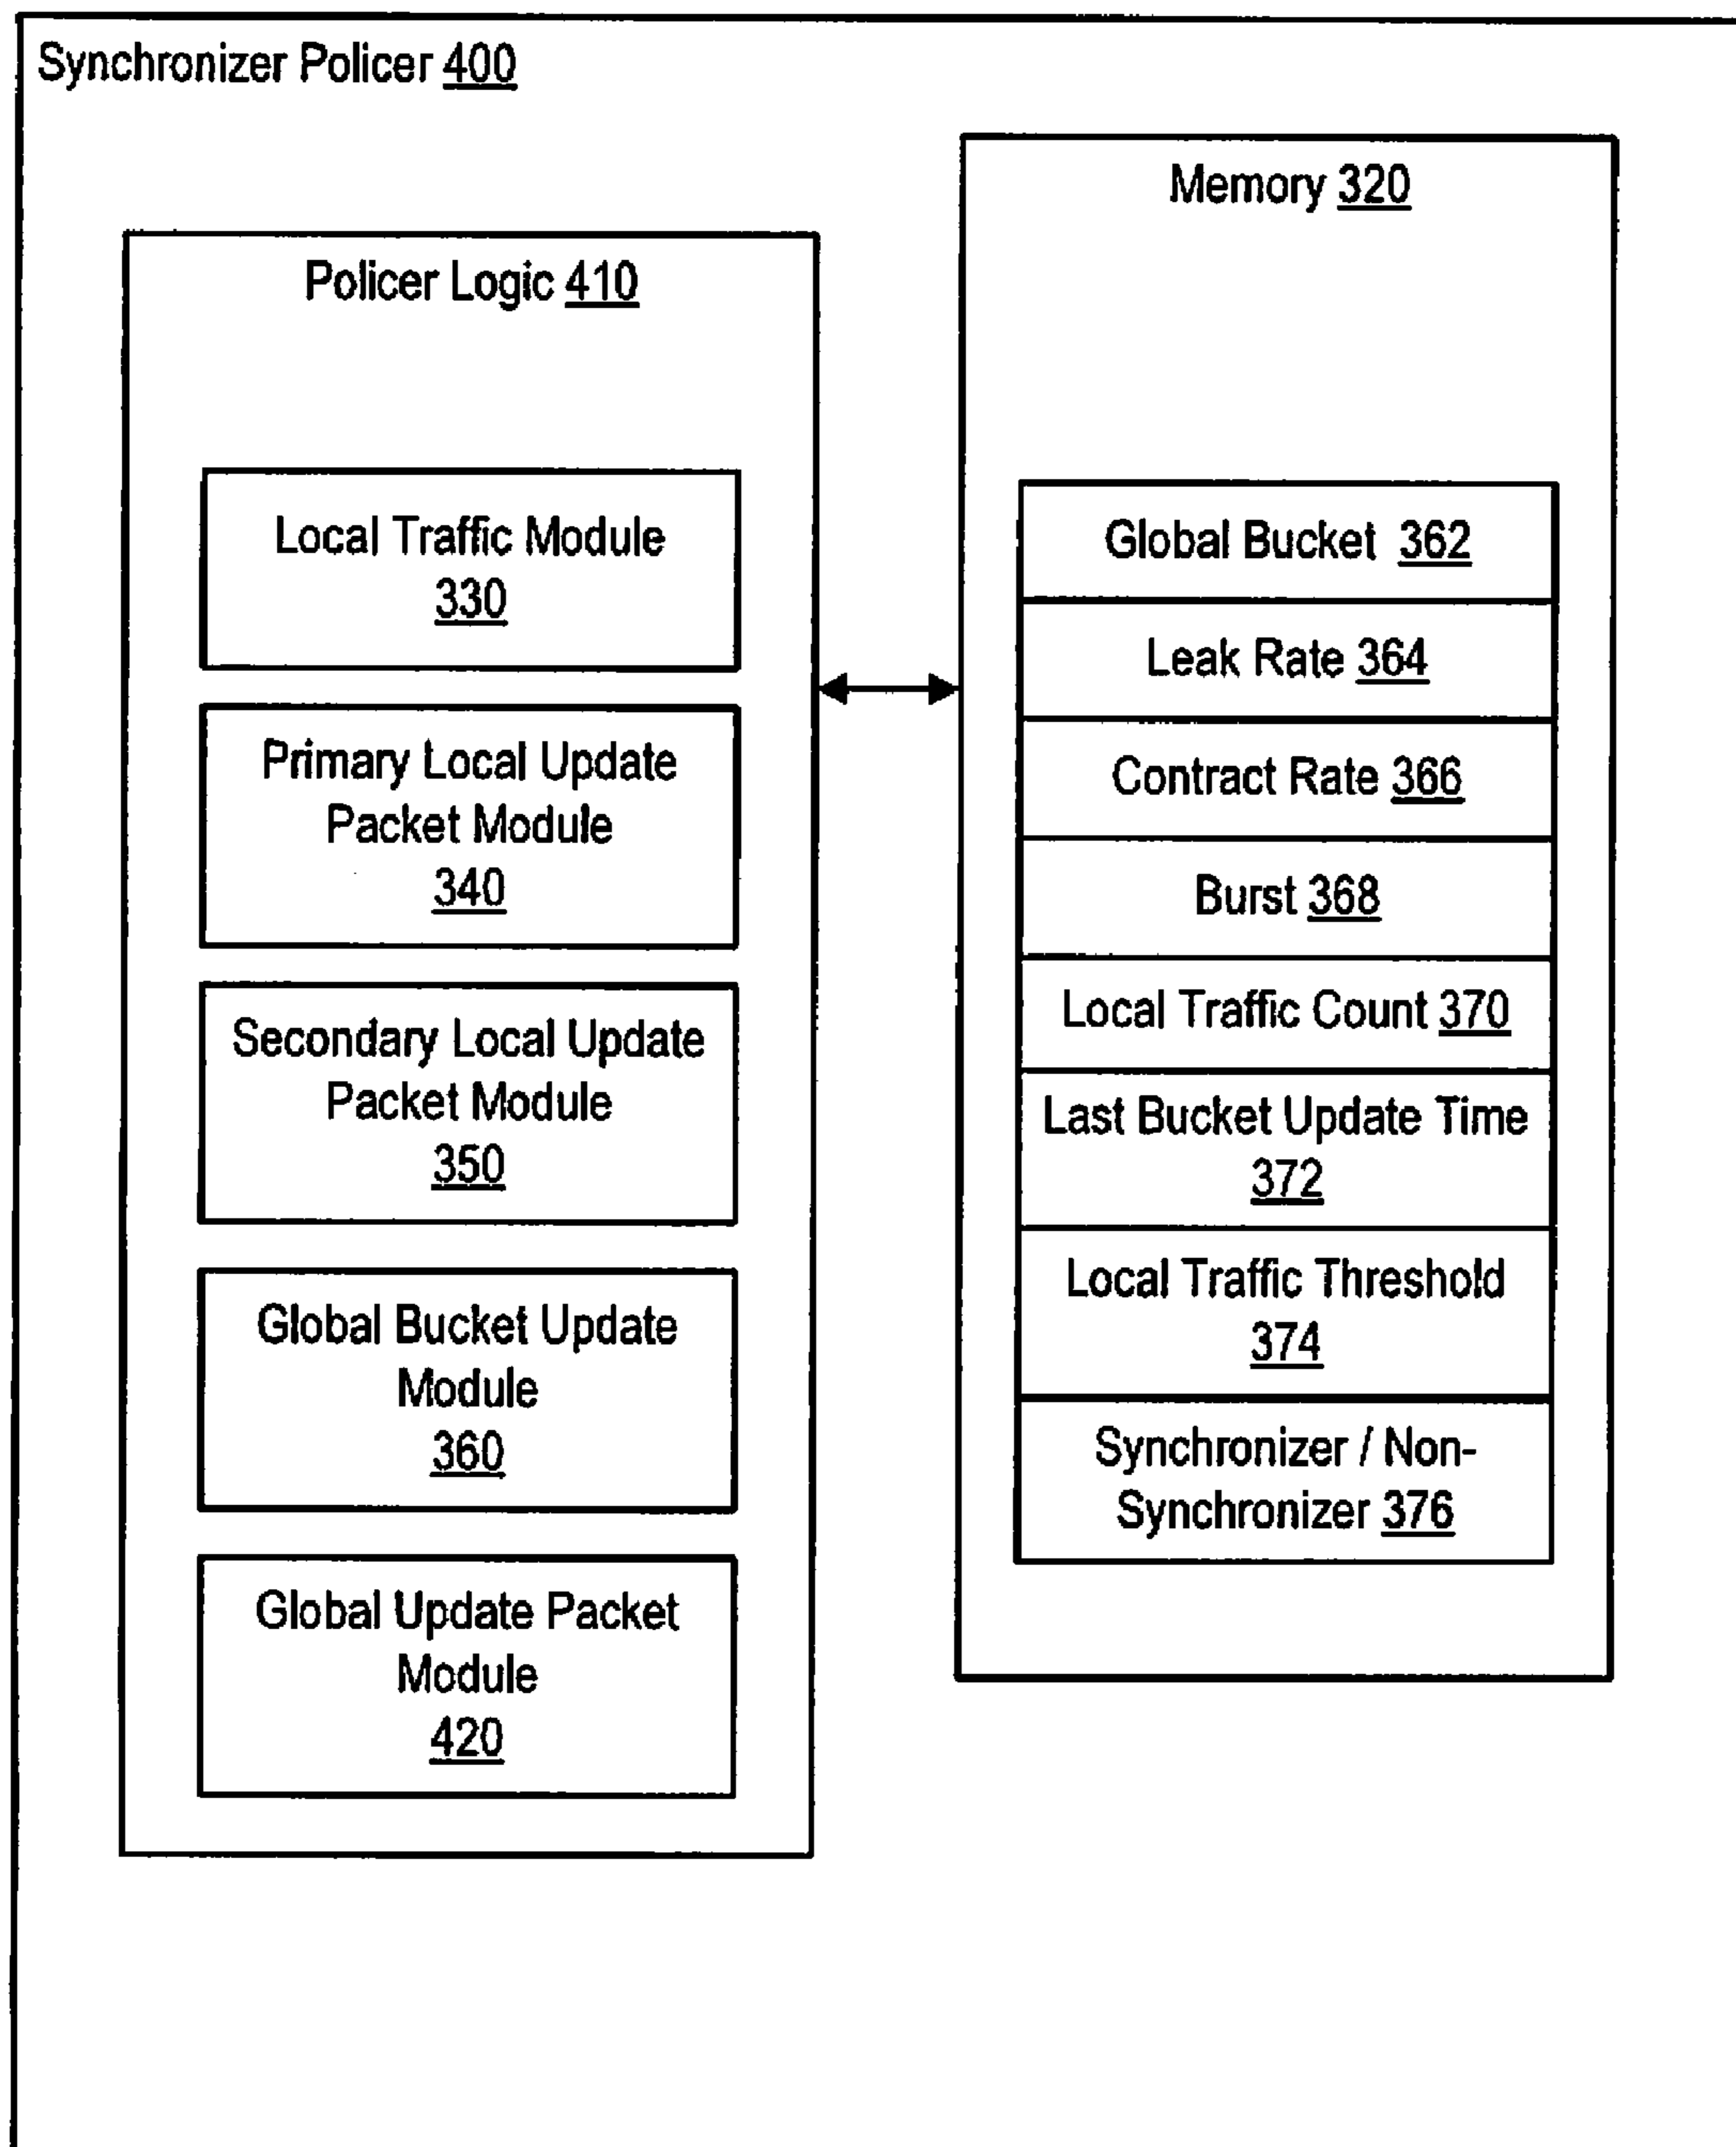 Synchronizer Policer 400
Policer Logic 410
Local Traffic Module
330
Primary Local Update
Packet Module
340
Secondary Local Update
Packet Module
350
Global Bucket Update
Module
360
Global Update Packet
Module
420
Memory 320
Global Bucket 362
Leak Rate 364
Contract Rate 366
Burst 368
Local Traffic Count 370
Last Bucket Update Time
372
Local Traffic Threshold
374
Synchronizer / Non-
Synchronizer 376